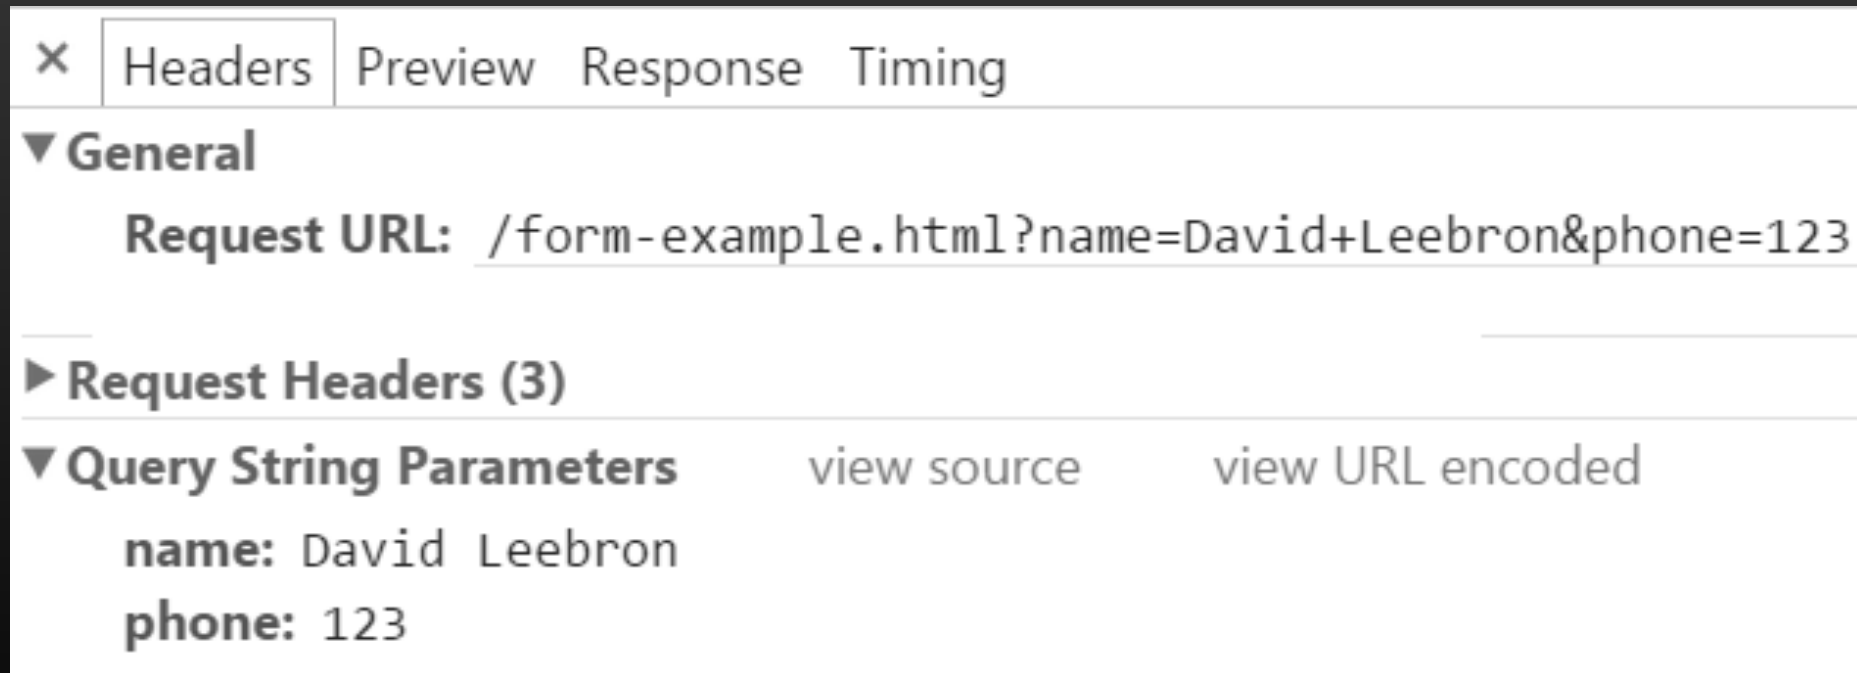 × Headers Preview Response Timing
▼ General
Request URL: /form-example.html?name=David+Leebron&phone=123
▶ Request Headers (3)
▼ Query String Parameters view source view URL encoded
name: David Leebron
phone: 123